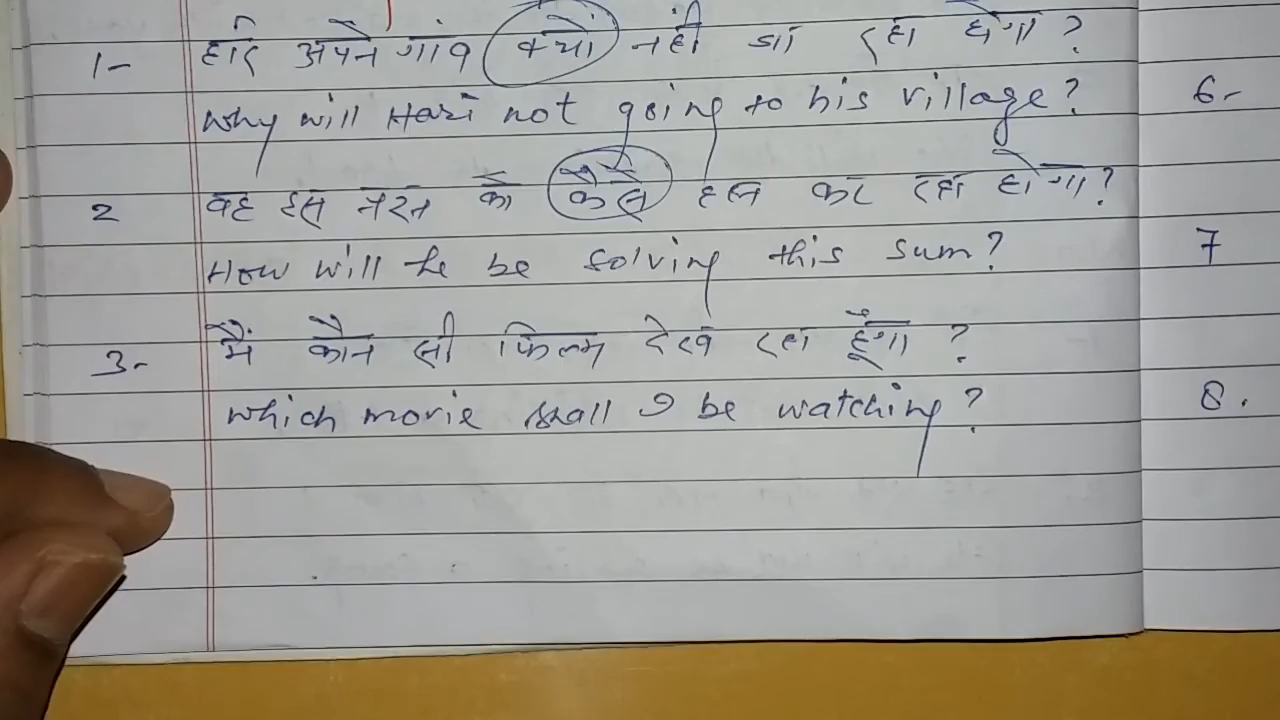 1- हरि अपने गांव क्यों नहीं जा रहा होगा ?
Why will Hari not going to his village? 6-
2 वह इस प्रश्न को कैसे हल कर रहा होगा?
How will he be solving this sum? 7
3- मैं कौन सी फिल्म देख रहा हूँगा ?
which movie shall I be watching? 8.